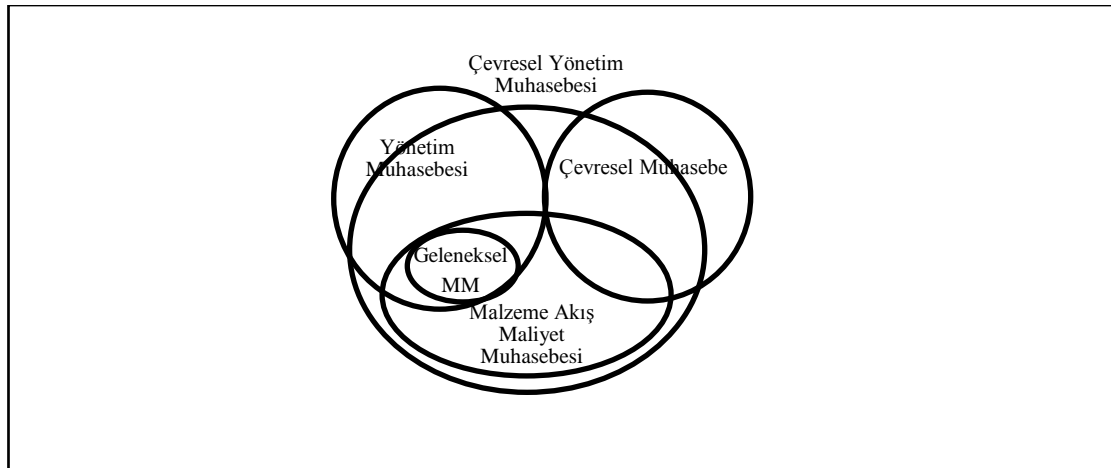 Çevresel Yönetim
Muhasebesi
Yönetim
Muhasebesi
Çevresel Muhasebe
Geleneksel
MM
Malzeme Akış
Maliyet
Muhasebesi